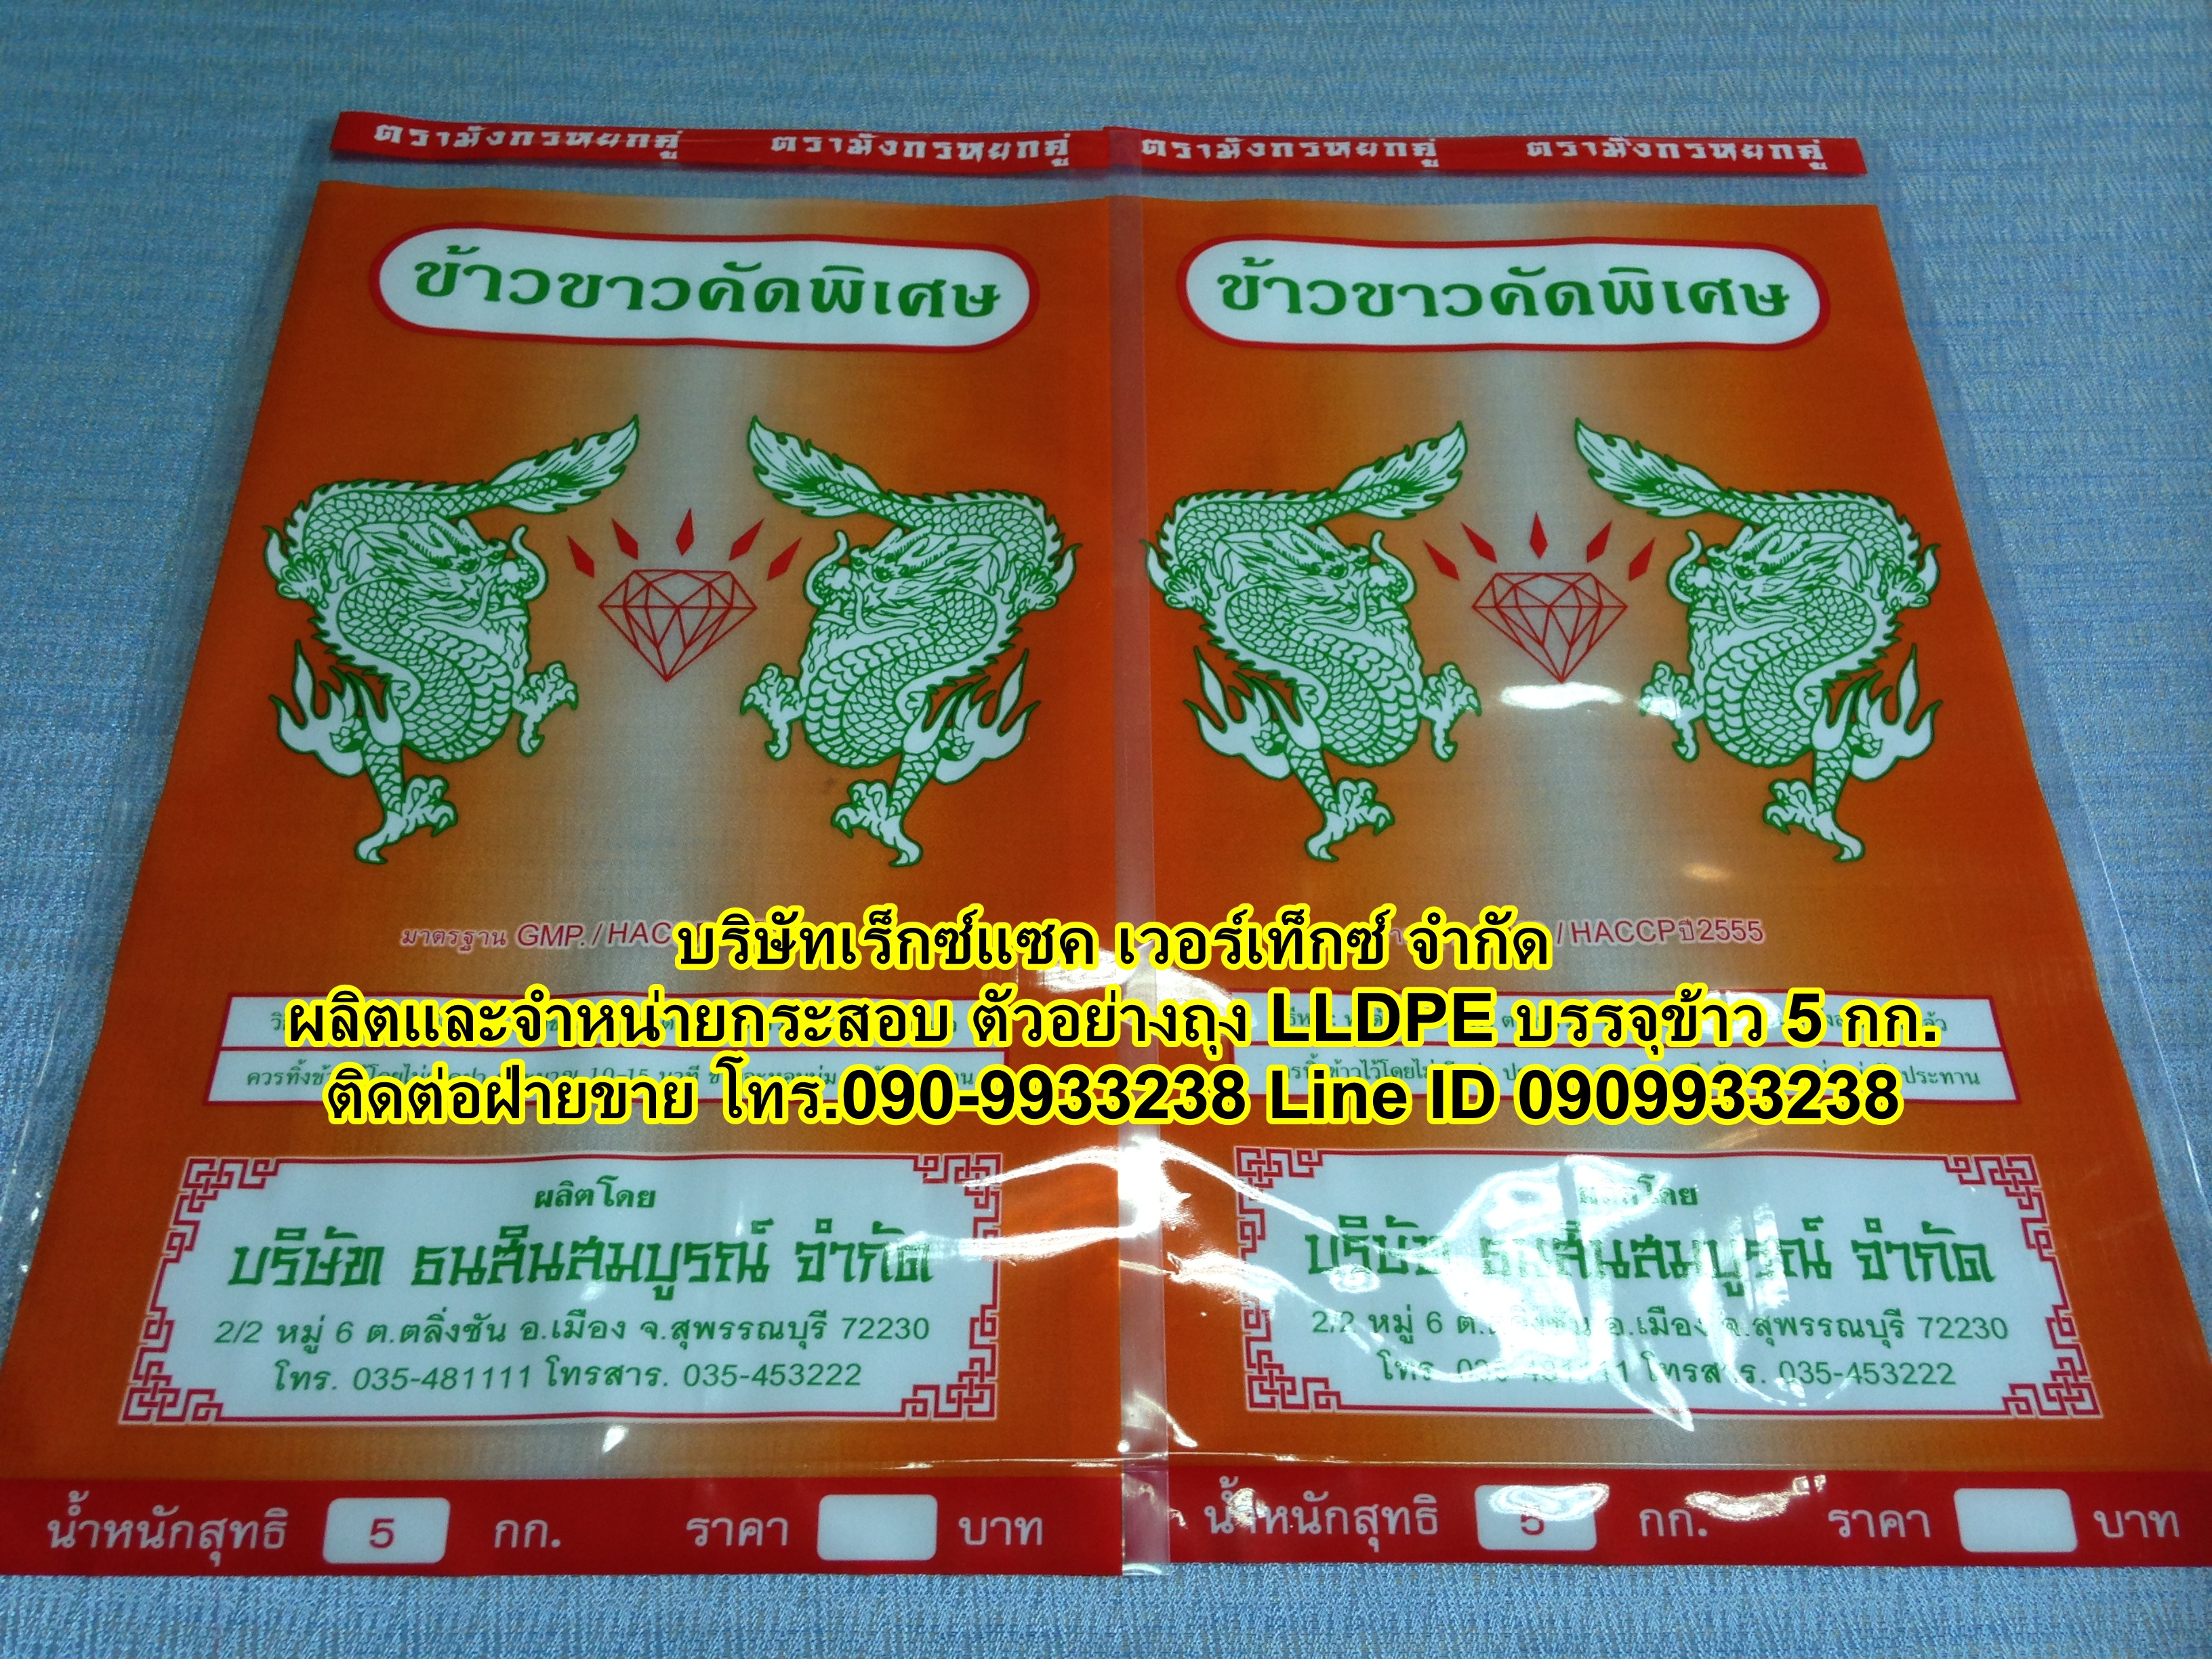 ตรามังกรหยกคู่ ตรามังกรหยกคู่ ตรามังกรหยกคู่ ตรามังกรหยกคู่
ข้าวขาวคัดพิเศษ ข้าวขาวคัดพิเศษ
มาตรฐาน GMP. / HACC / HACCP ปี 2555
บริษัทเร็กซ์แซค เวอร์เท็กซ์ จำกัด
ผลิตและจำหน่ายกระสอบ ตัวอย่างถุง LLDPE บรรจุข้าว 5 กก.
ติดต่อฝ่ายขาย โทร.090-9933238 Line ID 0909933238
ผลิตโดย
บริษัท ธนสินสมบูรณ์ จำกัด
2/2 หมู่ 6 ต.ตลิ่งชัน อ.เมือง จ.สุพรรณบุรี 72230
โทร. 035-481111 โทรสาร. 035-453222
ผลิตโดย
บริษัท ธนสินสมบูรณ์ จำกัด
2/2 หมู่ 6 ต.ตลิ่งชัน อ.เมือง จ.สุพรรณบุรี 72230
โทร. 035-481111 โทรสาร. 035-453222
น้ำหนักสุทธิ 5 กก. ราคา บาท
น้ำหนักสุทธิ 5 กก. ราคา บาท